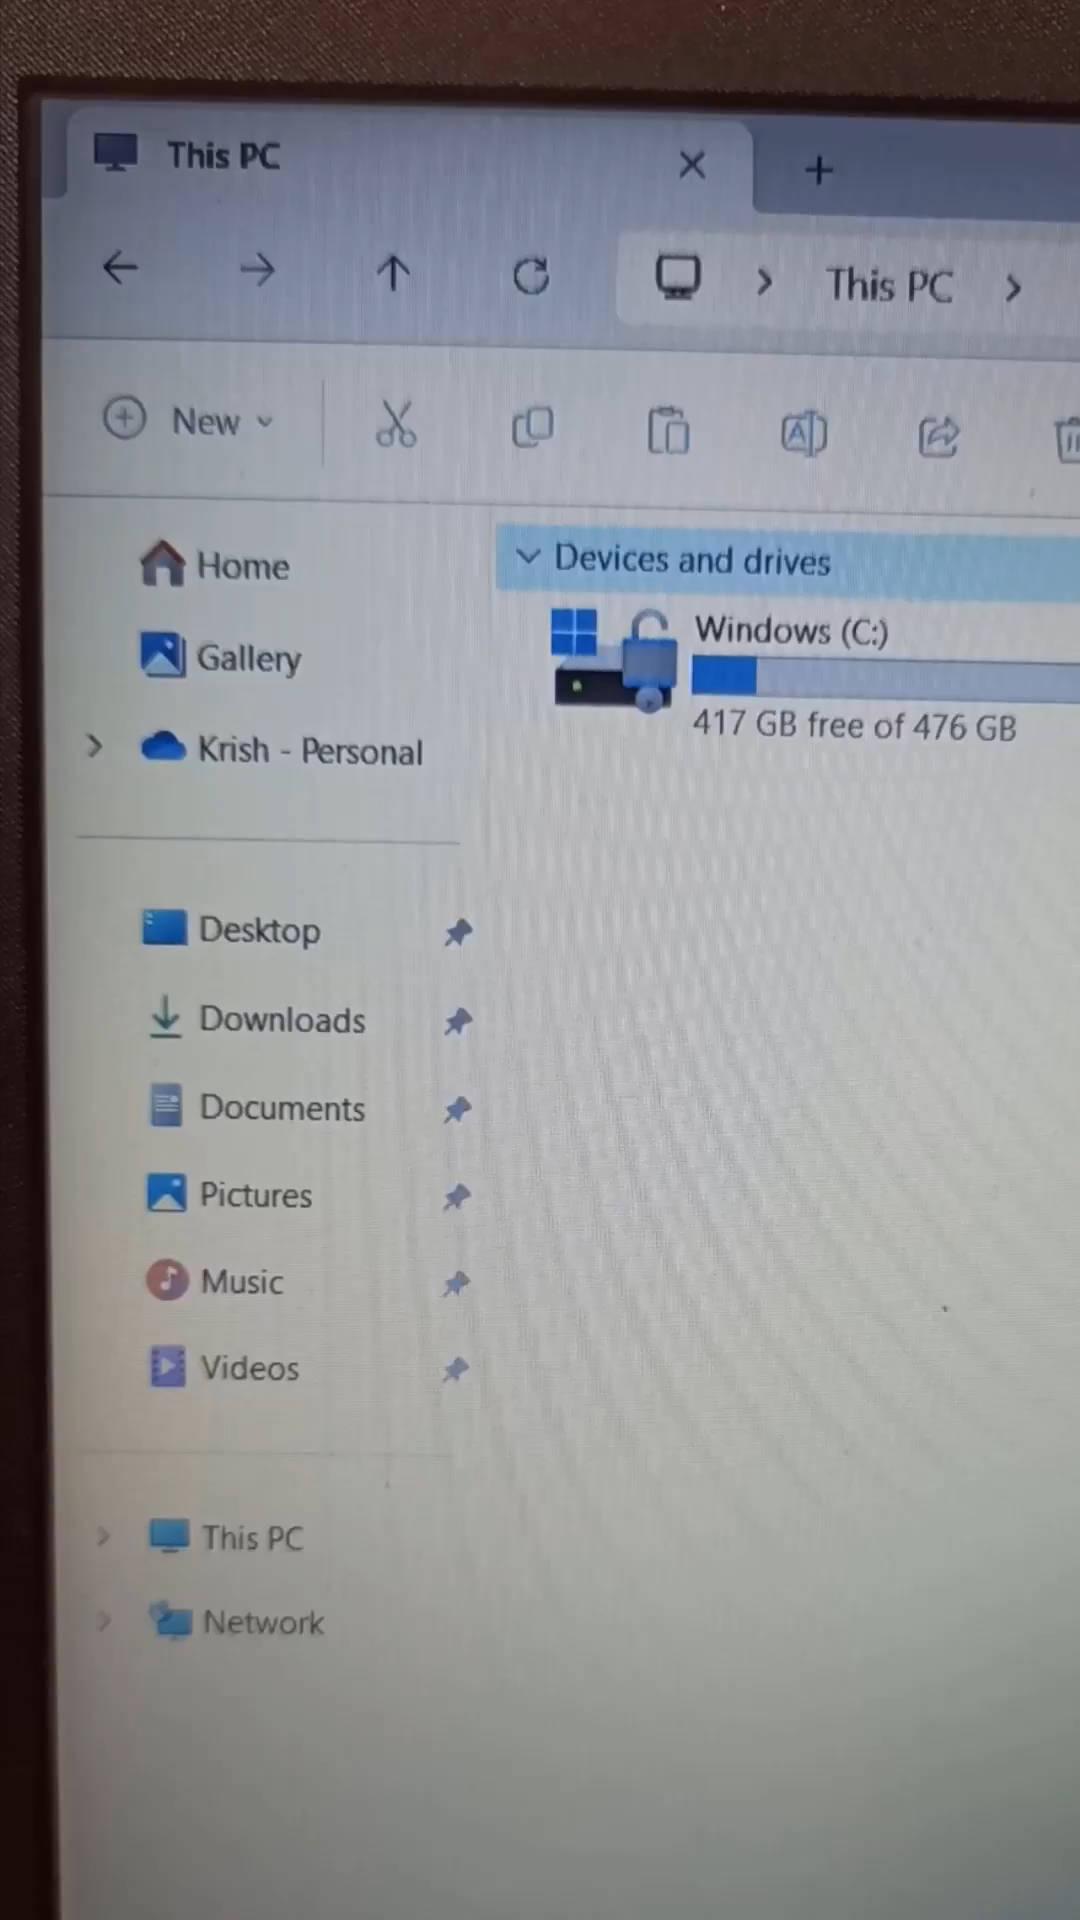 This PC
This PC
New
Home
Gallery
Krish - Personal
Desktop
Downloads
Documents
Pictures
Music
Videos
This PC
Network
Devices and drives
Windows (C:)
417 GB free of 476 GB